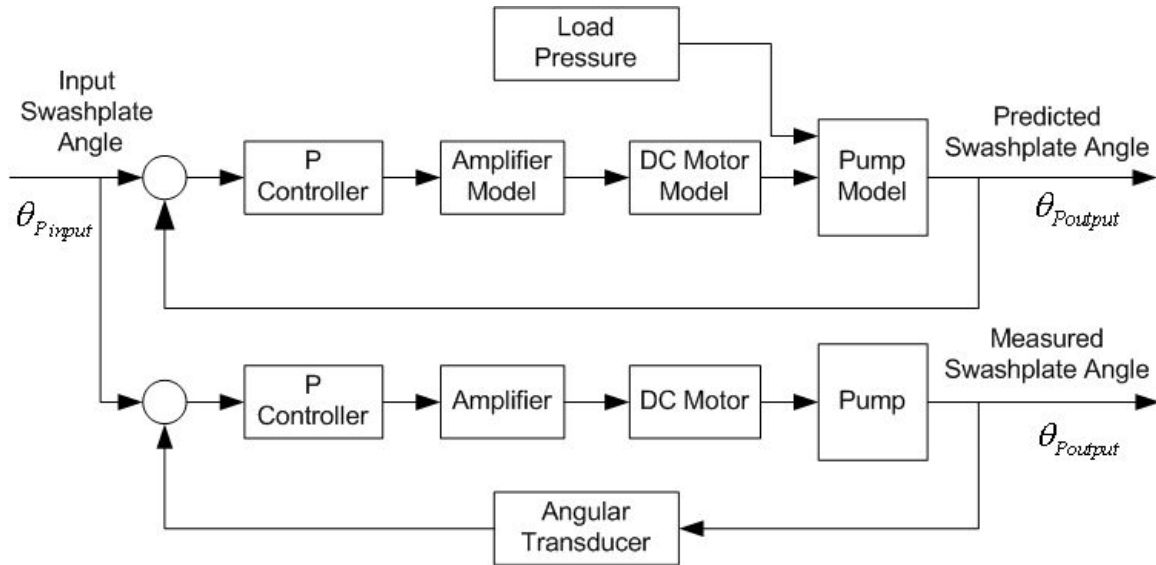 Load
Pressure
Input
Swashplate
Angle
P
Controller
Amplifier
Model
DC Motor
Model
Pump
Model
Predicted
Swashplate Angle
θPinput
θPoutput
P
Controller
Amplifier
DC Motor
Pump
Measured
Swashplate Angle
θPoutput
Angular
Transducer